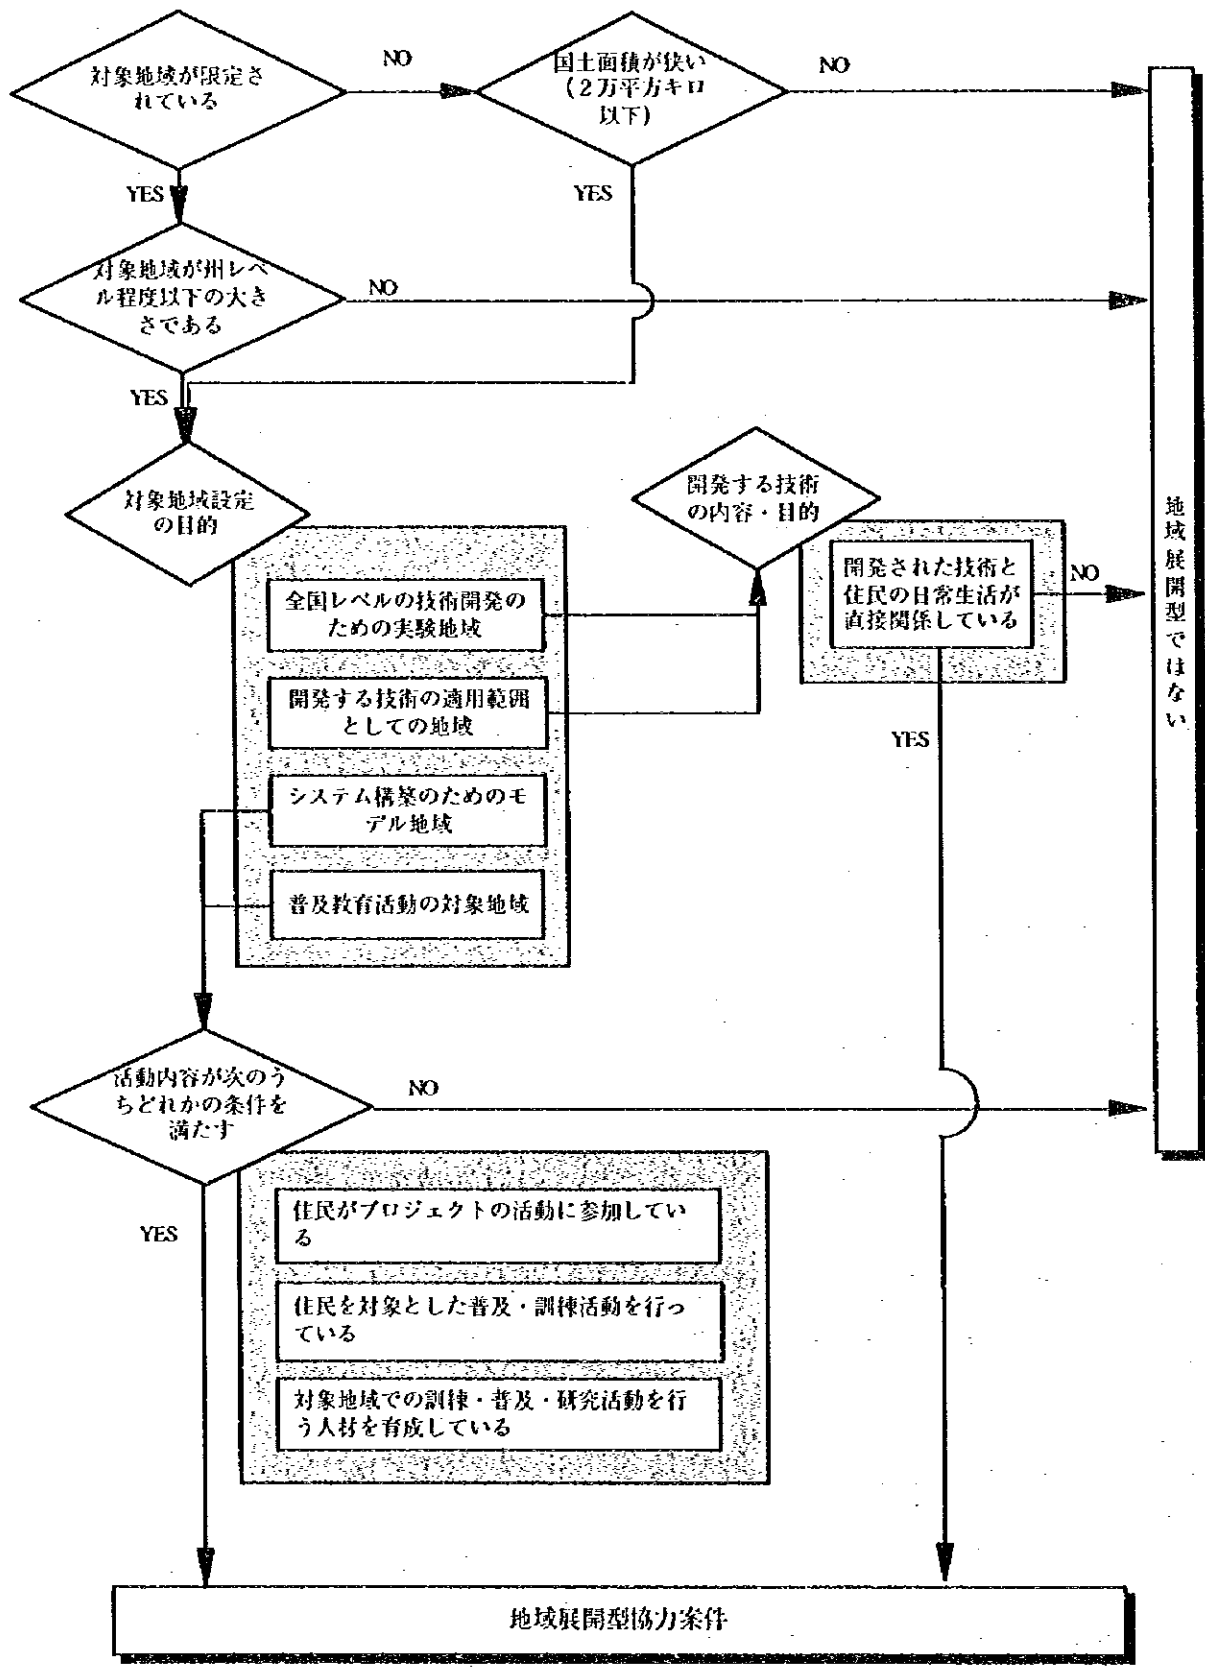 対象地域が限定さ
れている
NO
国土面積が狭い
(2万平方キロ
以下)
NO
YES
YES
対象地域が州レベ
ル程度以下の大き
さである
NO
YES
対象地域設定
の目的
全国レベルの技術開発の
ための実験地域
開発する技術の適用範囲
としての地域
システム構築のためのモ
デル地域
普及教育活動の対象地域
開発する技術
の内容・目的
開発された技術と
住民の日常生活が
直接関係している
NO
YES
地域展開型ではない
活動内容が次のう
ちどれかの条件を
満たす
NO
YES
住民がプロジェクトの活動に参加してい
る
住民を対象とした普及・訓練活動を行っ
ている
対象地域での訓練・普及・研究活動を行
う人材を育成している
地域展開型協力案件